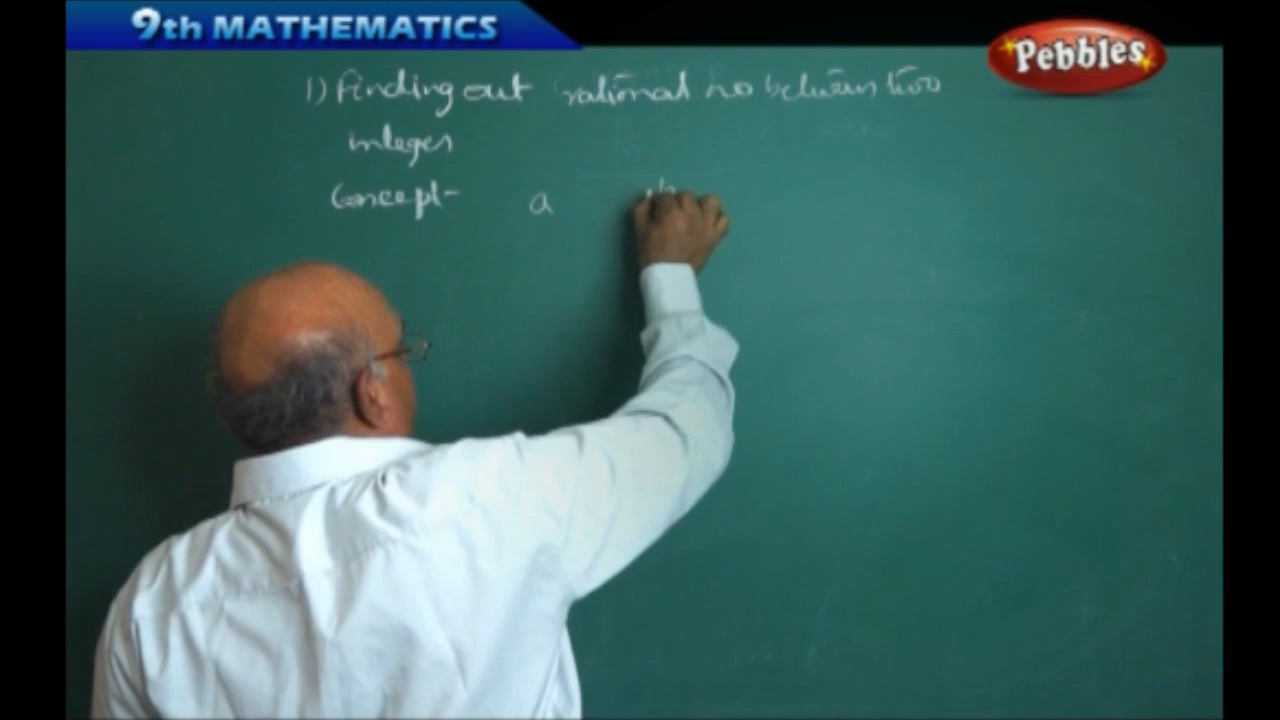 9th MATHEMATICS
Pebbles
1) Finding out rational no between two
integers
Concept- a